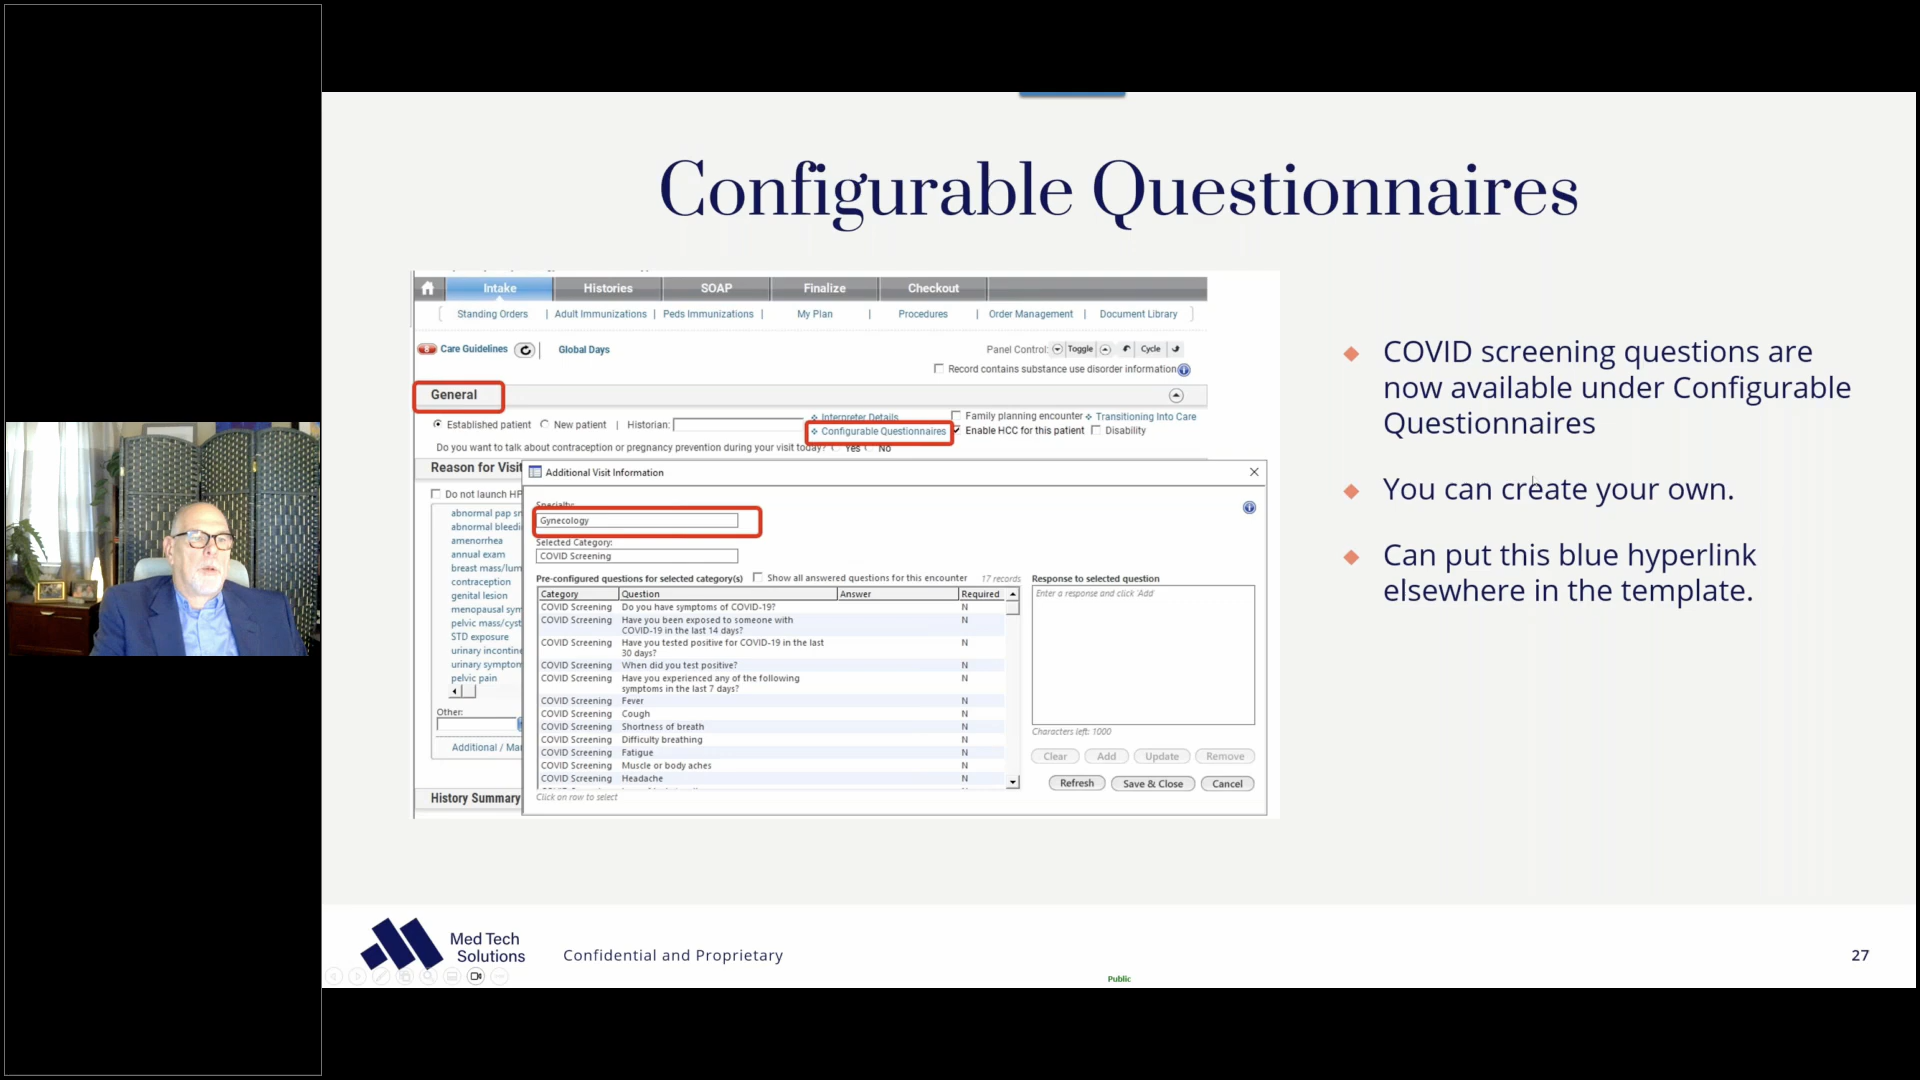 Configurable Questionnaires
Intake Histories SOAP Finalize Checkout
Standing Orders | Adult Immunizations | Peds Immunizations | My Plan | Procedures | Order Management | Document Library
8 Care Guidelines Global Days Panel Control: Toggle Cycle
Record contains substance use disorder information
General
Interpreter Details Family planning encounter Transitioning Into Care
Established patient New patient | Historian:
Configurable Questionnaires Enable HCC for this patient Disability
Do you want to talk about contraception or pregnancy prevention during your visit today? Yes No
Reason for Visit
Do not launch
abnormal pap
abnormal
amenorrhea
annual exam
breast
contraception
genital lesion
menopausal
pelvic
STD exposure
urinary
urinary
pelvic pain
Other:
Additional /
History Summary
Additional Visit Information
Specialty:
Gynecology
Selected Category:
COVID Screening
Pre-configured questions for selected category(s) Show all answered questions for this encounter 17 records
Category Question Answer Required
COVID Screening Do you have symptoms of COVID-19? N
COVID Screening Have you been exposed to someone with N
COVID-19 in the last 14 days?
COVID Screening Have you tested positive for COVID-19 in the last N
30 days?
COVID Screening When did you test positive? N
COVID Screening Have you experienced any of the following N
symptoms in the last 7 days?
COVID Screening Fever N
COVID Screening Cough N
COVID Screening Shortness of breath N
COVID Screening Difficulty breathing N
COVID Screening Fatigue N
COVID Screening Muscle or body aches N
COVID Screening Headache N
Click on row to select
Response to selected question
Enter a response and click 'Add'
Characters left: 1000
Clear Add Update Remove
Refresh Save & Close Cancel
COVID screening questions are
now available under Configurable
Questionnaires
You can create your own.
Can put this blue hyperlink
elsewhere in the template.
Med Tech
Solutions
Confidential and Proprietary
27
Public